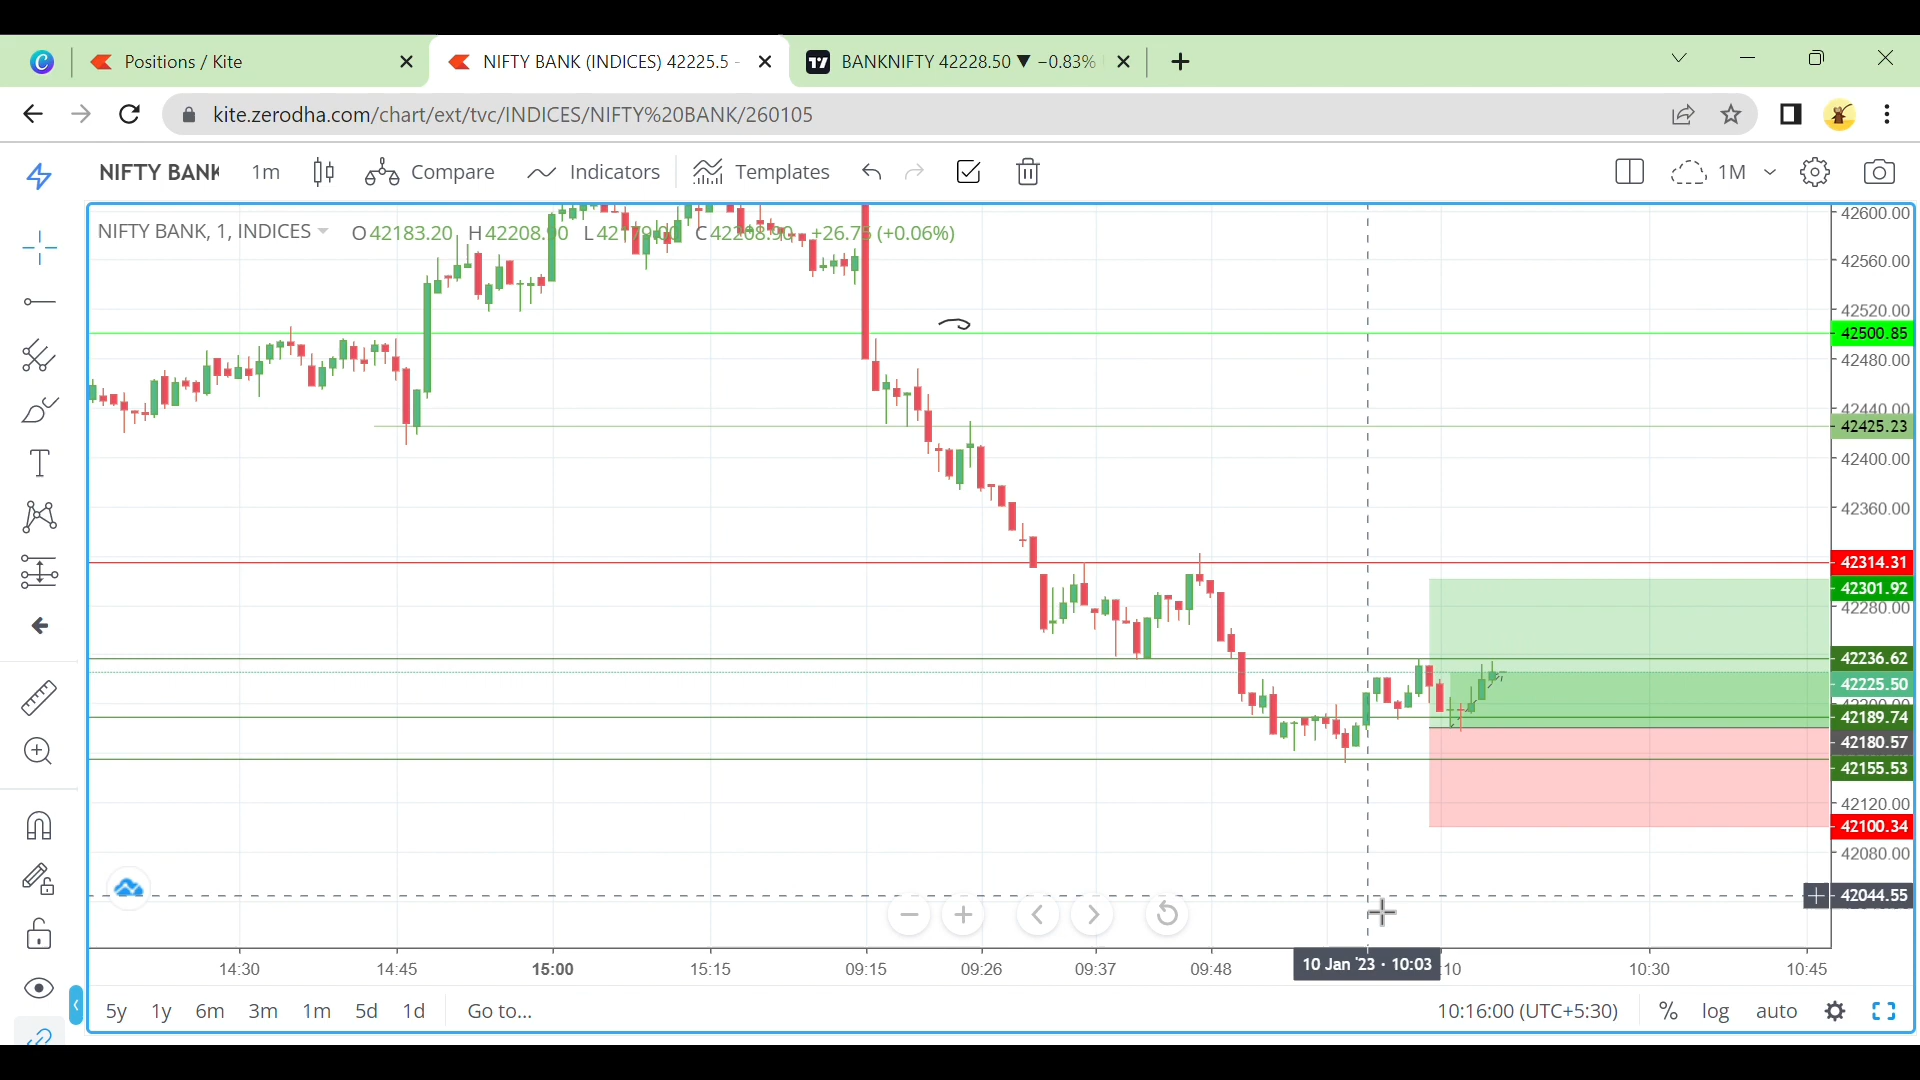 Positions / Kite
NIFTY BANK (INDICES) 42225.5 -
BANKNIFTY 42228.50 ▼ −0.83%
kite.zerodha.com/chart/ext/tvc/INDICES/NIFTY%20BANK/260105
NIFTY BANK 1m Compare Indicators Templates 1M
NIFTY BANK, 1, INDICES O42183.20 H42208.90 C42208.90 +26.75 (+0.06%)
42600.00
42560.00
42520.00
42500.85
42480.00
42440.00
42425.23
42400.00
42360.00
42314.31
42301.92
42280.00
42236.62
42225.50
42189.74
42180.57
42155.53
42120.00
42100.34
42080.00
42044.55
14:30 14:45 15:00 15:15 09:15 09:26 09:37 09:48 10 Jan '23 · 10:03 :10 10:30 10:45
5y 1y 6m 3m 1m 5d 1d Go to... 10:16:00 (UTC+5:30) % log auto